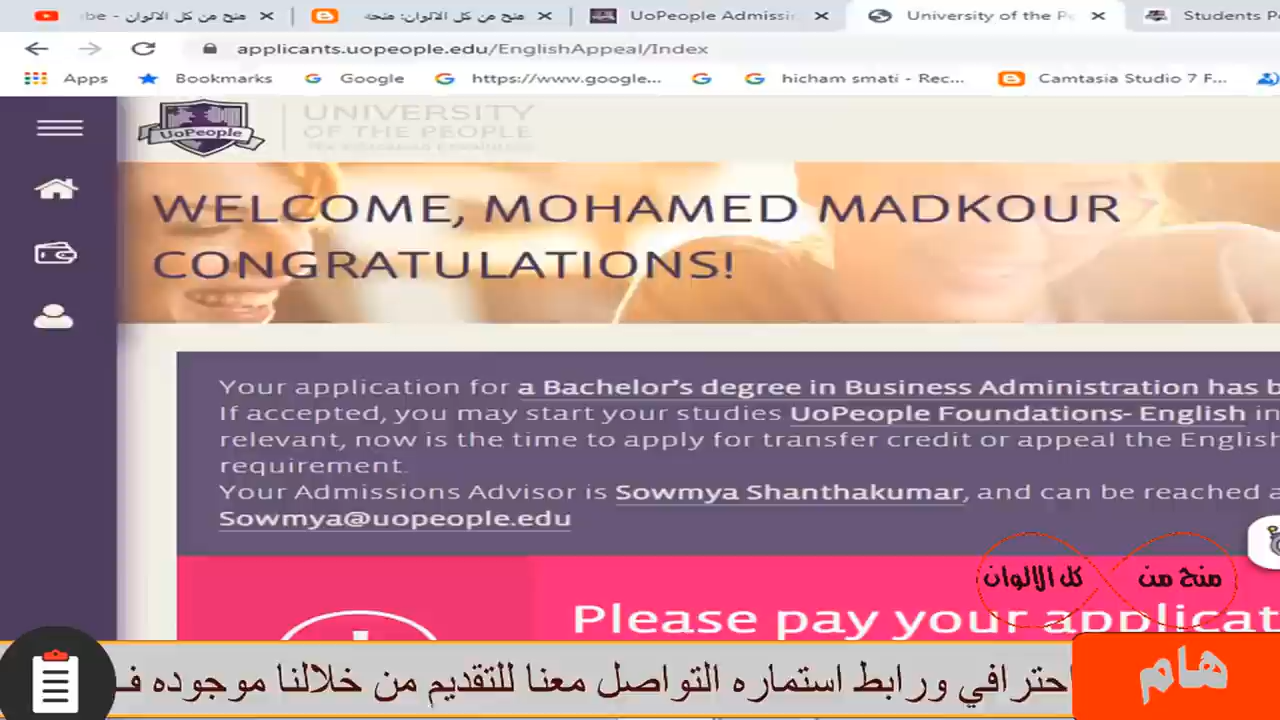 be - منح من كل الالوان
منح من كل الالوان: منحه
UoPeople Admissi
University of the Pe
Students Po
applicants.uopeople.edu/EnglishAppeal/Index
Apps
Bookmarks
Google
https://www.google...
hicham smati - Rec...
Camtasia Studio 7 F...
UoPeople
UNIVERSITY
OF THE PEOPLE
WELCOME, MOHAMED MADKOUR
CONGRATULATIONS!
Your application for a Bachelor's degree in Business Administration has b
If accepted, you may start your studies UoPeople Foundations- English in
relevant, now is the time to apply for transfer credit or appeal the English
requirement.
Your Admissions Advisor is Sowmya Shanthakumar, and can be reached a
Sowmya@uopeople.edu
منح من كل الالوان
Please pay your applicat
احترافي ورابط استماره التواصل معنا للتقديم من خلالنا موجوده فـ
هام